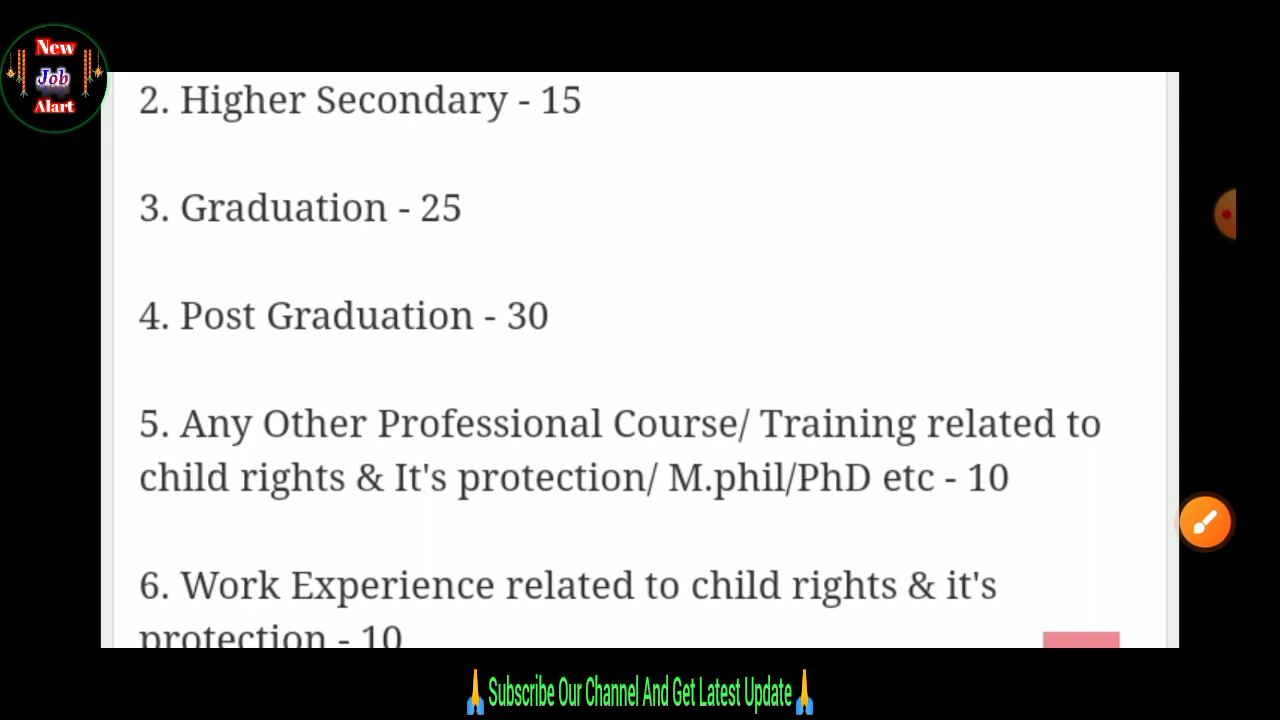 New
Job
Alart
2. Higher Secondary - 15
3. Graduation - 25
4. Post Graduation - 30
5. Any Other Professional Course/ Training related to
child rights & It's protection/ M.phil/PhD etc - 10
6. Work Experience related to child rights & it's
protection - 10
🙏Subscribe Our Channel And Get Latest Update🙏